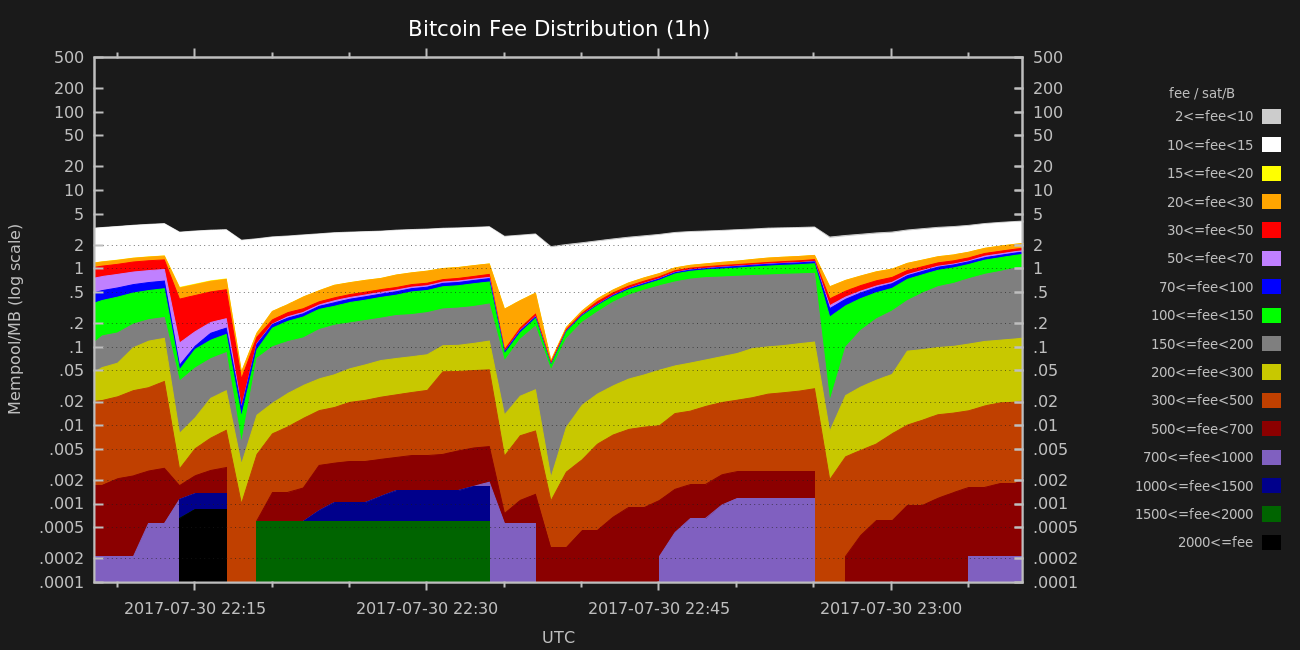 Bitcoin Fee Distribution (1h)
500 500
200 200
100 100
50 50
20 20
10 10
5 5
2 2
1 1
.5 .5
.2 .2
.1 .1
.05 .05
.02 .02
.01 .01
.005 .005
.002 .002
.001 .001
.0005 .0005
.0002 .0002
.0001 .0001
Mempool/MB (log scale)
2017-07-30 22:15 2017-07-30 22:30 2017-07-30 22:45 2017-07-30 23:00
UTC
fee / sat/B
2<=fee<10
10<=fee<15
15<=fee<20
20<=fee<30
30<=fee<50
50<=fee<70
70<=fee<100
100<=fee<150
150<=fee<200
200<=fee<300
300<=fee<500
500<=fee<700
700<=fee<1000
1000<=fee<1500
1500<=fee<2000
2000<=fee